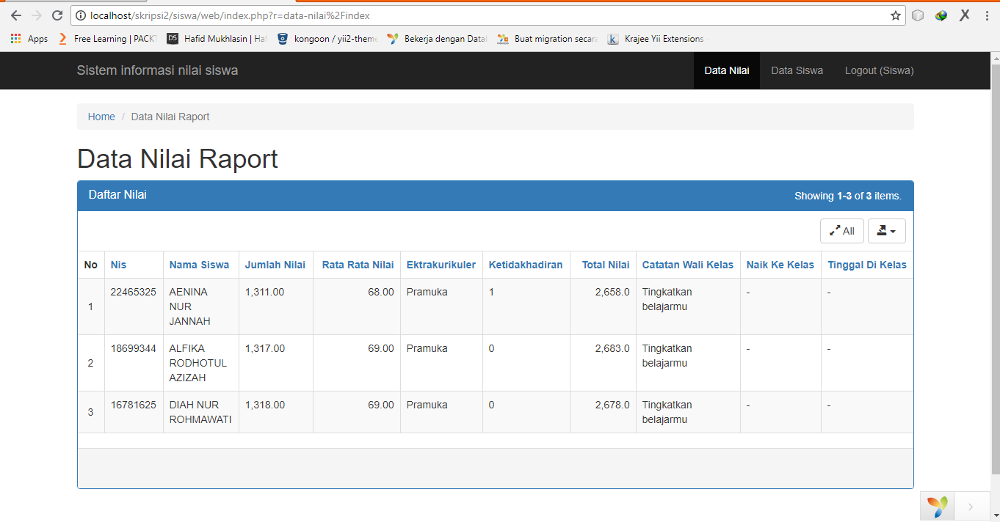 localhost/skripsi2/siswa/web/index.php?r=data-nilai%2Findex
Apps Free Learning | PACKT Hafid Mukhlasin | Ha kongoon / yii2-them Bekerja dengan Data Buat migration secara Krajee Yii Extensions
Sistem informasi nilai siswa Data Nilai Data Siswa Logout (Siswa)
Home / Data Nilai Raport
Data Nilai Raport
Daftar Nilai Showing 1-3 of 3 items.
All
No Nis Nama Siswa Jumlah Nilai Rata Rata Nilai Ektrakurikuler Ketidakhadiran Total Nilai Catatan Wali Kelas Naik Ke Kelas Tinggal Di Kelas
1 22465325 AENINA NUR JANNAH 1,311.00 68.00 Pramuka 1 2,658.0 Tingkatkan belajarmu - -
2 18699344 ALFIKA RODHOTUL AZIZAH 1,317.00 69.00 Pramuka 0 2,683.0 Tingkatkan belajarmu - -
3 16781625 DIAH NUR ROHMAWATI 1,318.00 69.00 Pramuka 0 2,678.0 Tingkatkan belajarmu - -